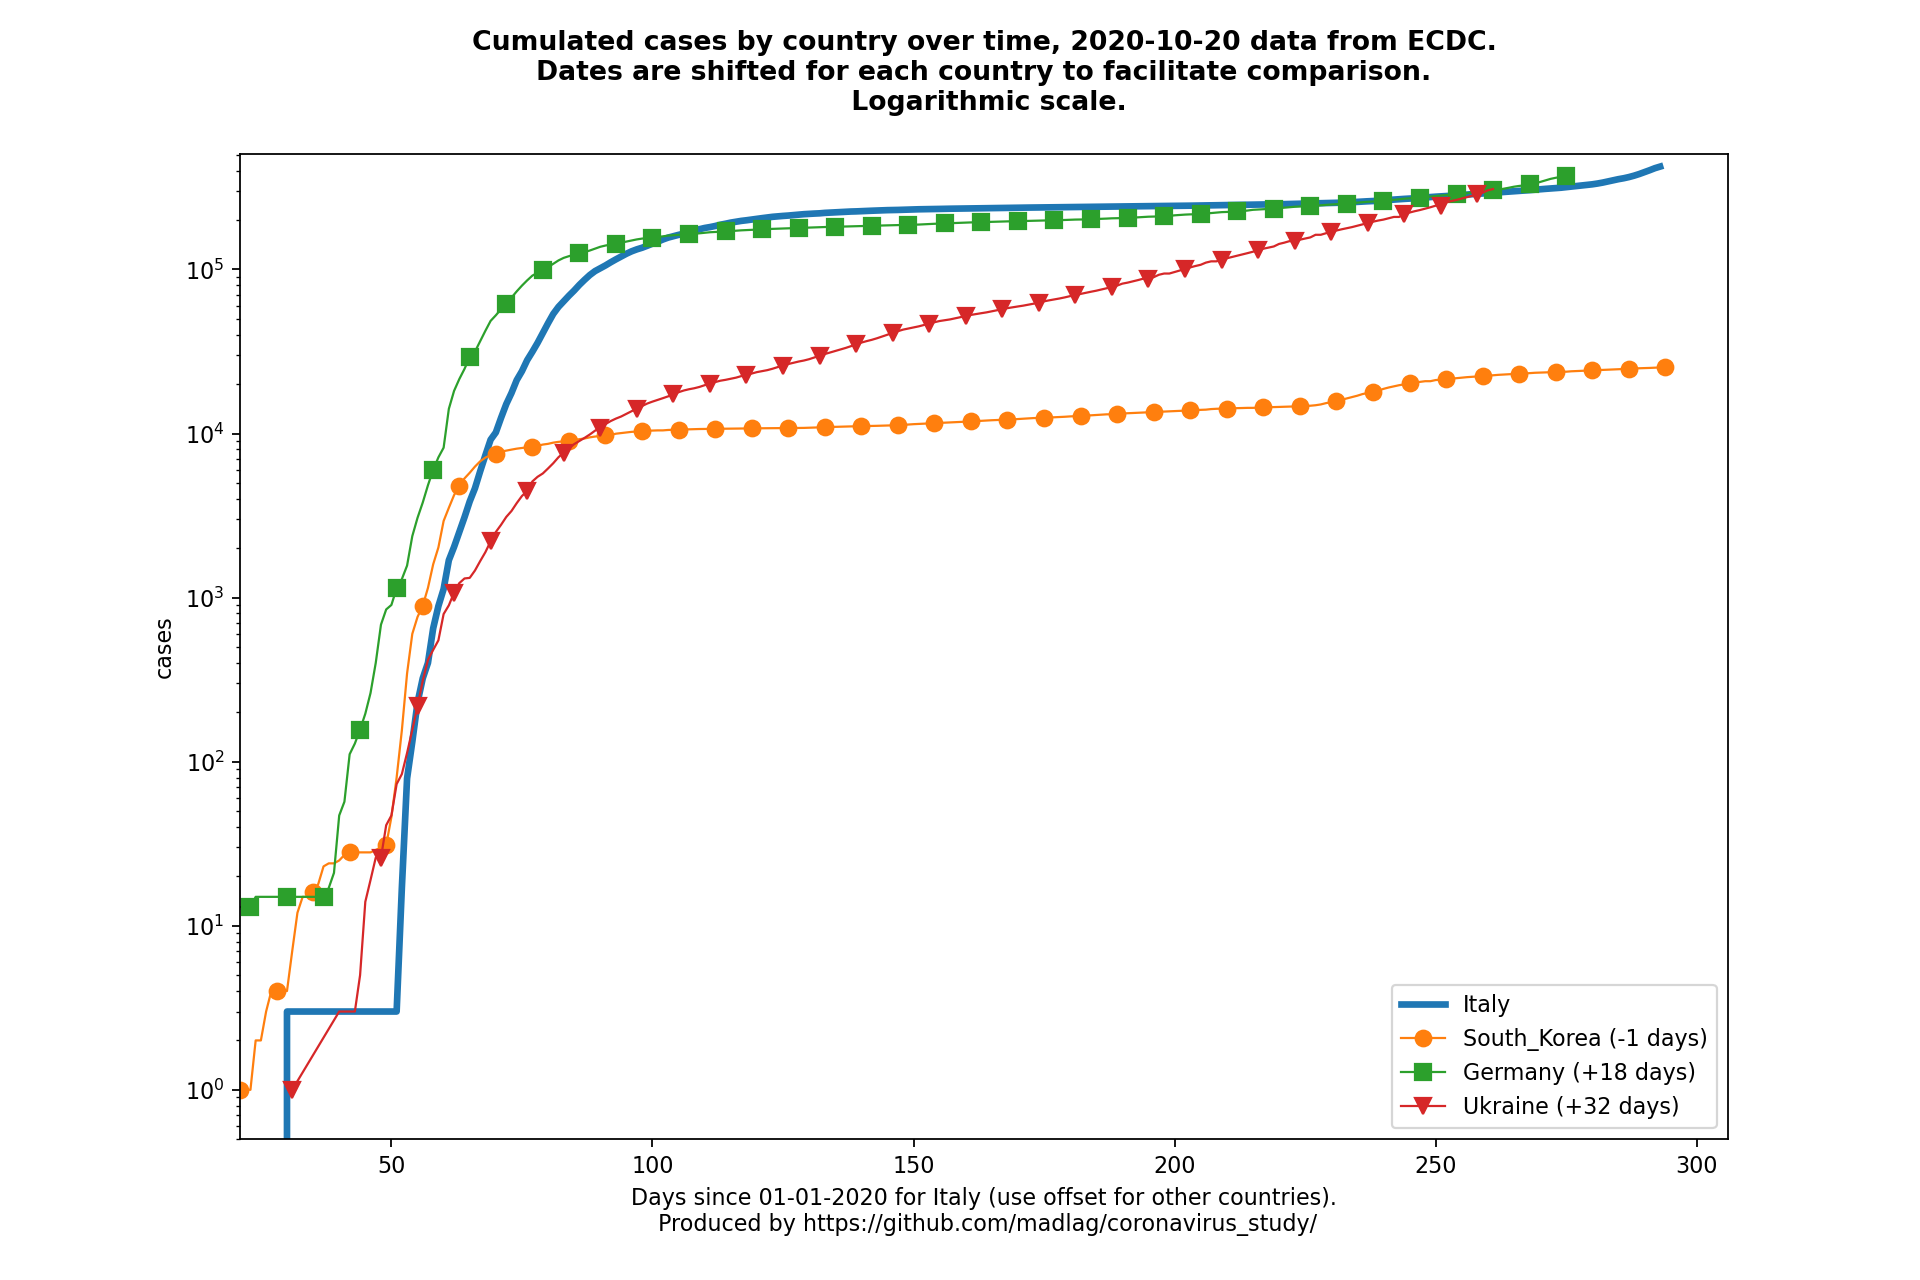 Cumulated cases by country over time, 2020-10-20 data from ECDC.
Dates are shifted for each country to facilitate comparison.
Logarithmic scale.
10^5
10^4
10^3
10^2
10^1
10^0
cases
Italy
South_Korea (-1 days)
Germany (+18 days)
Ukraine (+32 days)
50 100 150 200 250 300
Days since 01-01-2020 for Italy (use offset for other countries).
Produced by https://github.com/madlag/coronavirus_study/